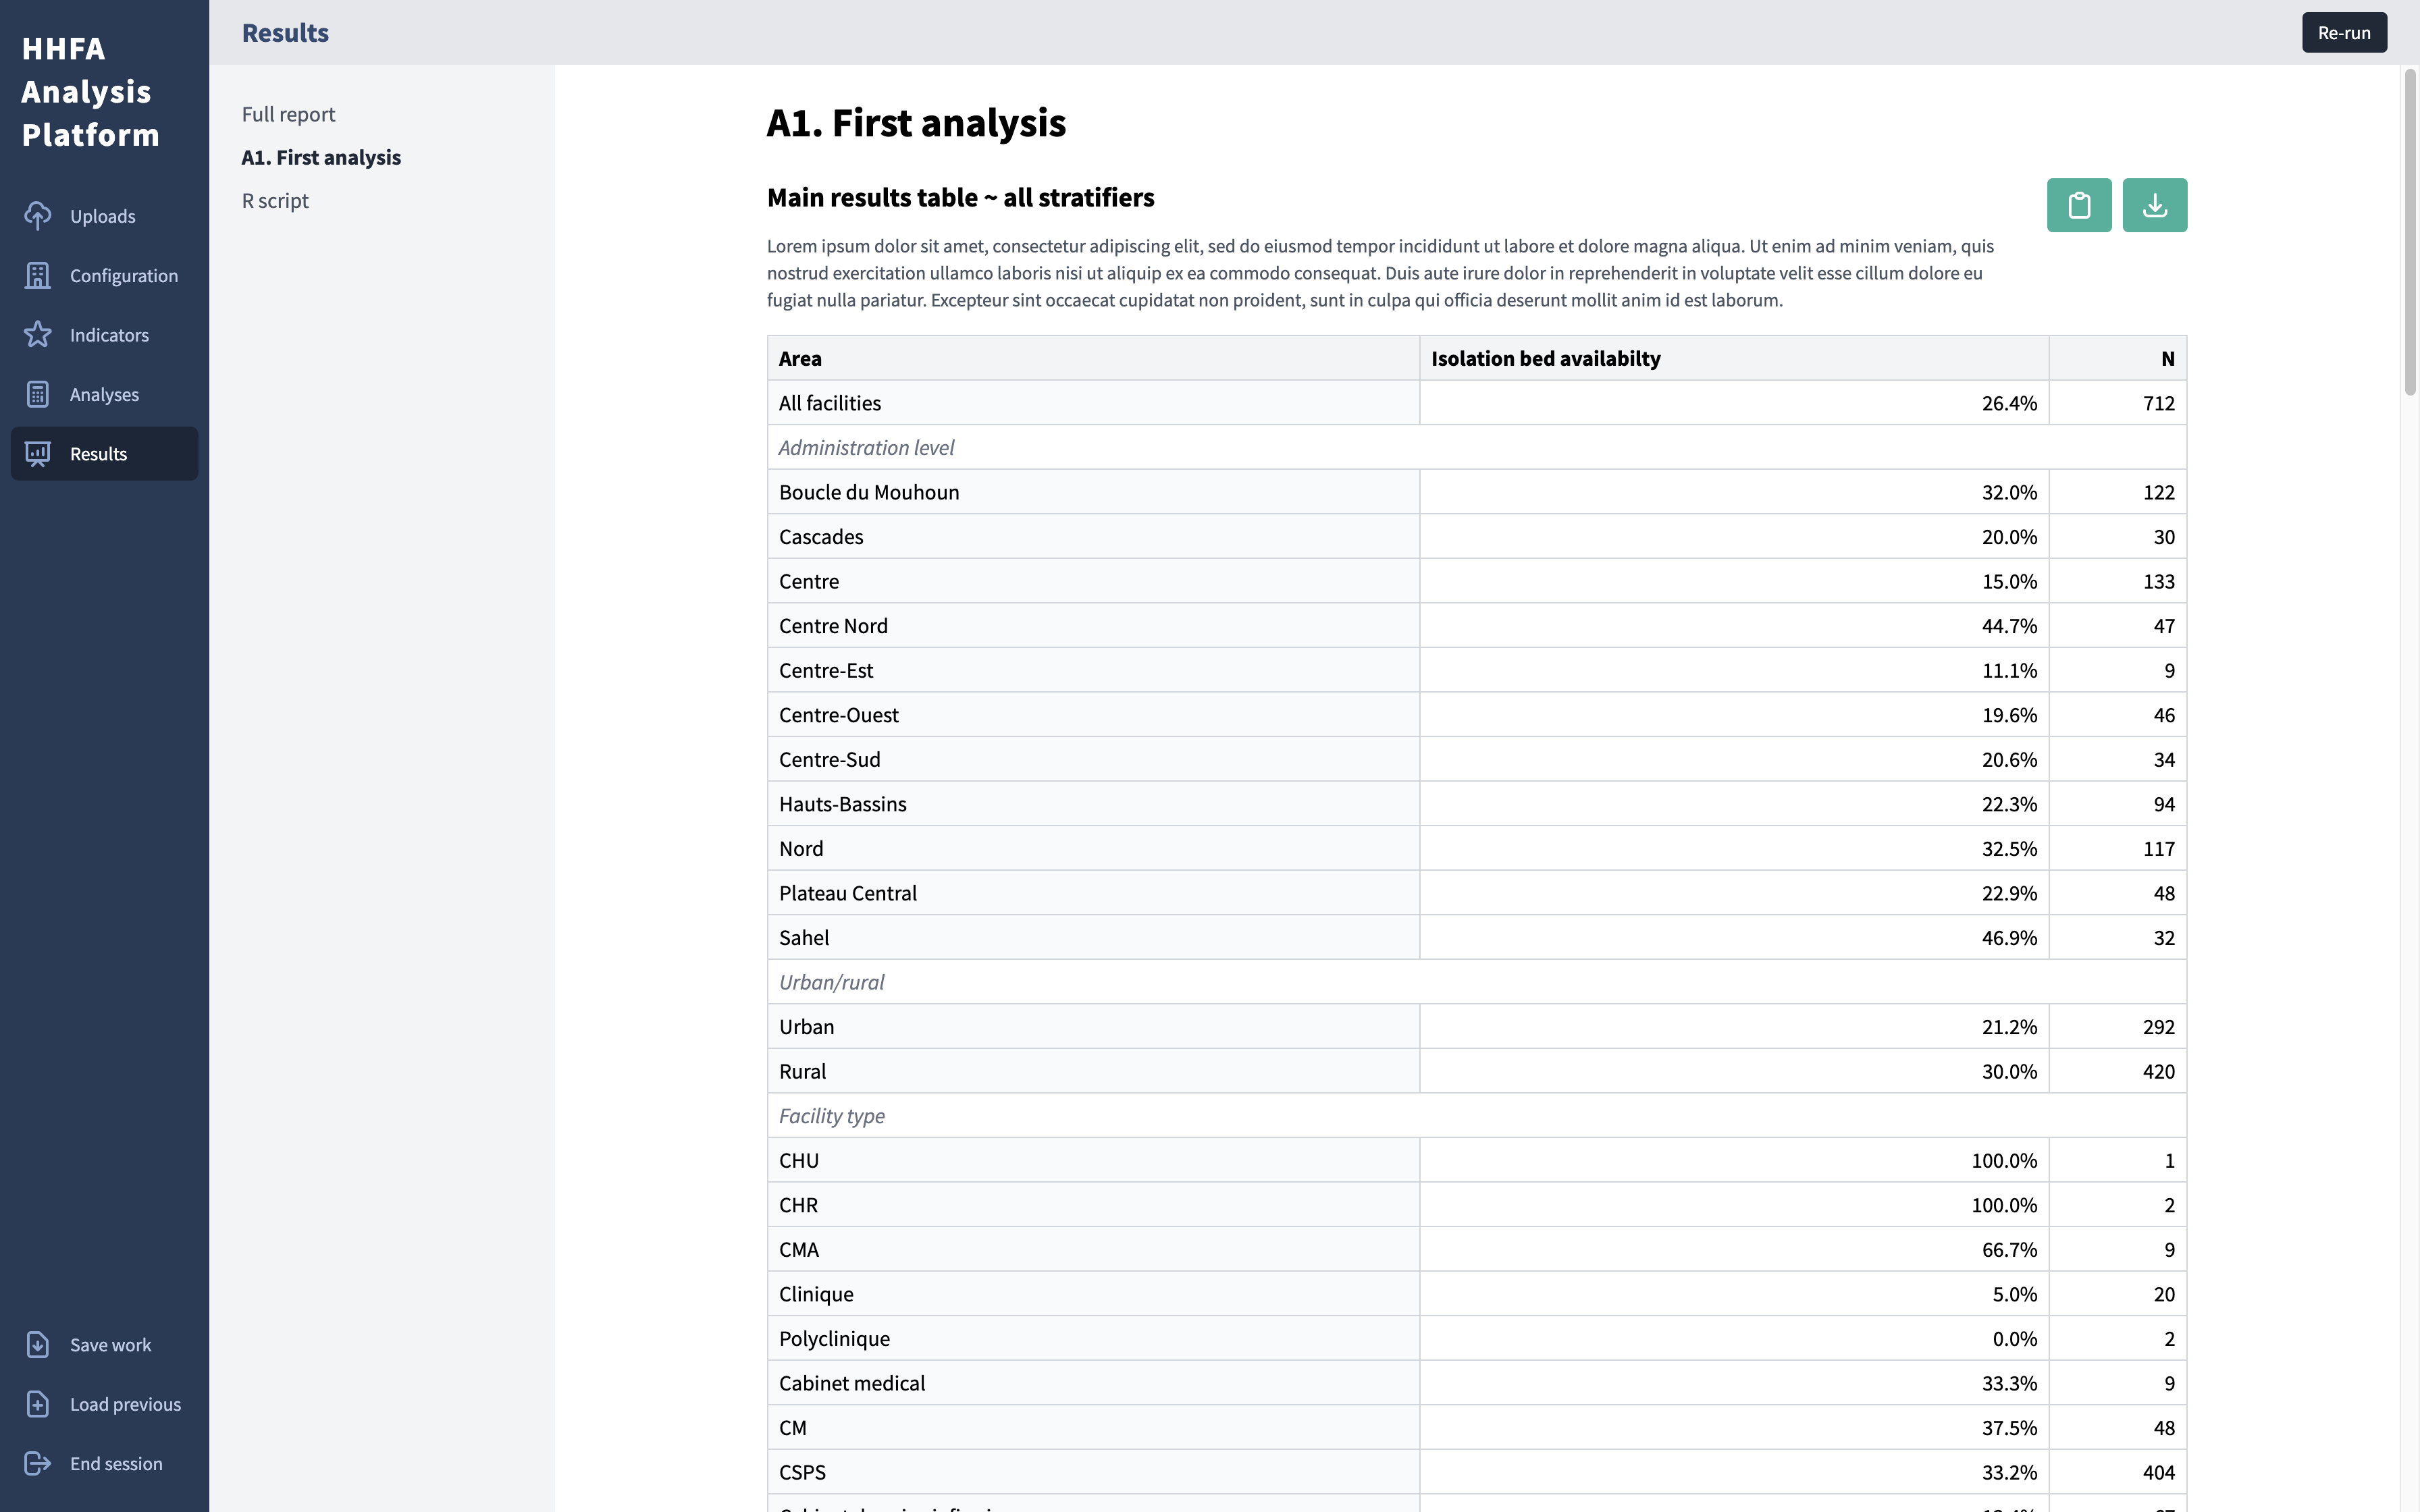 HHFA
Analysis
Platform
Uploads
Configuration
Indicators
Analyses
Results
Save work
Load previous
End session
Results
Re-run
Full report
A1. First analysis
R script
A1. First analysis
Main results table ~ all stratifiers
Lorem ipsum dolor sit amet, consectetur adipiscing elit, sed do eiusmod tempor incididunt ut labore et dolore magna aliqua. Ut enim ad minim veniam, quis
nostrud exercitation ullamco laboris nisi ut aliquip ex ea commodo consequat. Duis aute irure dolor in reprehenderit in voluptate velit esse cillum dolore eu
fugiat nulla pariatur. Excepteur sint occaecat cupidatat non proident, sunt in culpa qui officia deserunt mollit anim id est laborum.
Area Isolation bed availabilty N
All facilities 26.4% 712
Administration level
Boucle du Mouhoun 32.0% 122
Cascades 20.0% 30
Centre 15.0% 133
Centre Nord 44.7% 47
Centre-Est 11.1% 9
Centre-Ouest 19.6% 46
Centre-Sud 20.6% 34
Hauts-Bassins 22.3% 94
Nord 32.5% 117
Plateau Central 22.9% 48
Sahel 46.9% 32
Urban/rural
Urban 21.2% 292
Rural 30.0% 420
Facility type
CHU 100.0% 1
CHR 100.0% 2
CMA 66.7% 9
Clinique 5.0% 20
Polyclinique 0.0% 2
Cabinet medical 33.3% 9
CM 37.5% 48
CSPS 33.2% 404